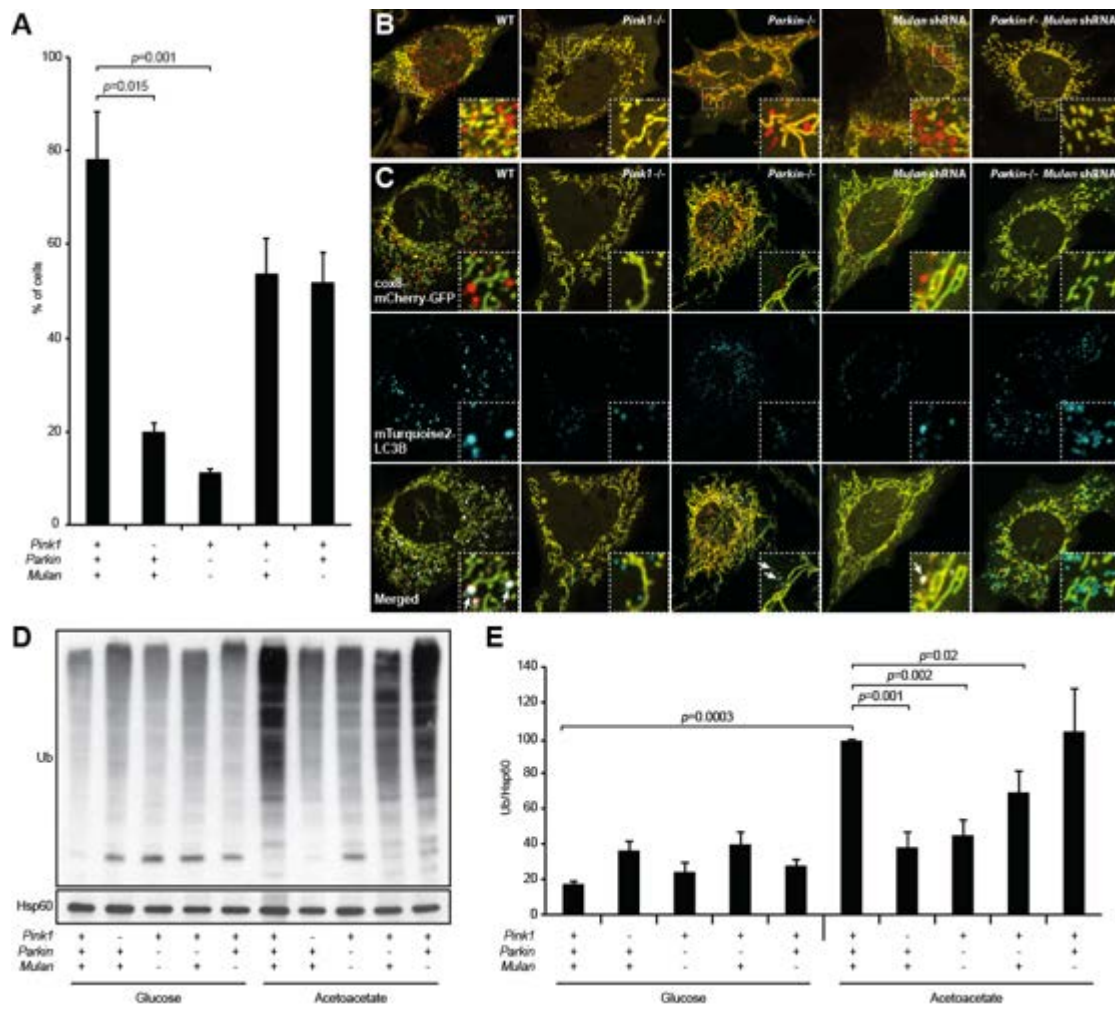 A
100
80
60
40
20
0
% of cells
p=0.001
p=0.015
Pink1 + - + + +
Parkin + + - - +
Mulan + + - + -
B
WT Pink1-/- Parkin-/- Mulan shRNA Parkin-/- Mulan shRNA
C
WT Pink1-/- Parkin-/- Mulan shRNA Parkin-/- Mulan shRNA
cox8-
mCherry-GFP
mTurquoise2-
LC3B
Merged
D
Ub
Hsp60
Pink1 + - + + + + - + + +
Parkin + + - - + + + - - +
Mulan + + - + - + + - + -
Glucose Acetoacetate
E
140
120
100
80
60
40
20
0
Ub/Hsp60
p=0.02
p=0.002
p=0.001
p=0.0003
Pink1 + - + + + + - + + +
Parkin + + - - + + + - - +
Mulan + + - + - + + - + -
Glucose Acetoacetate